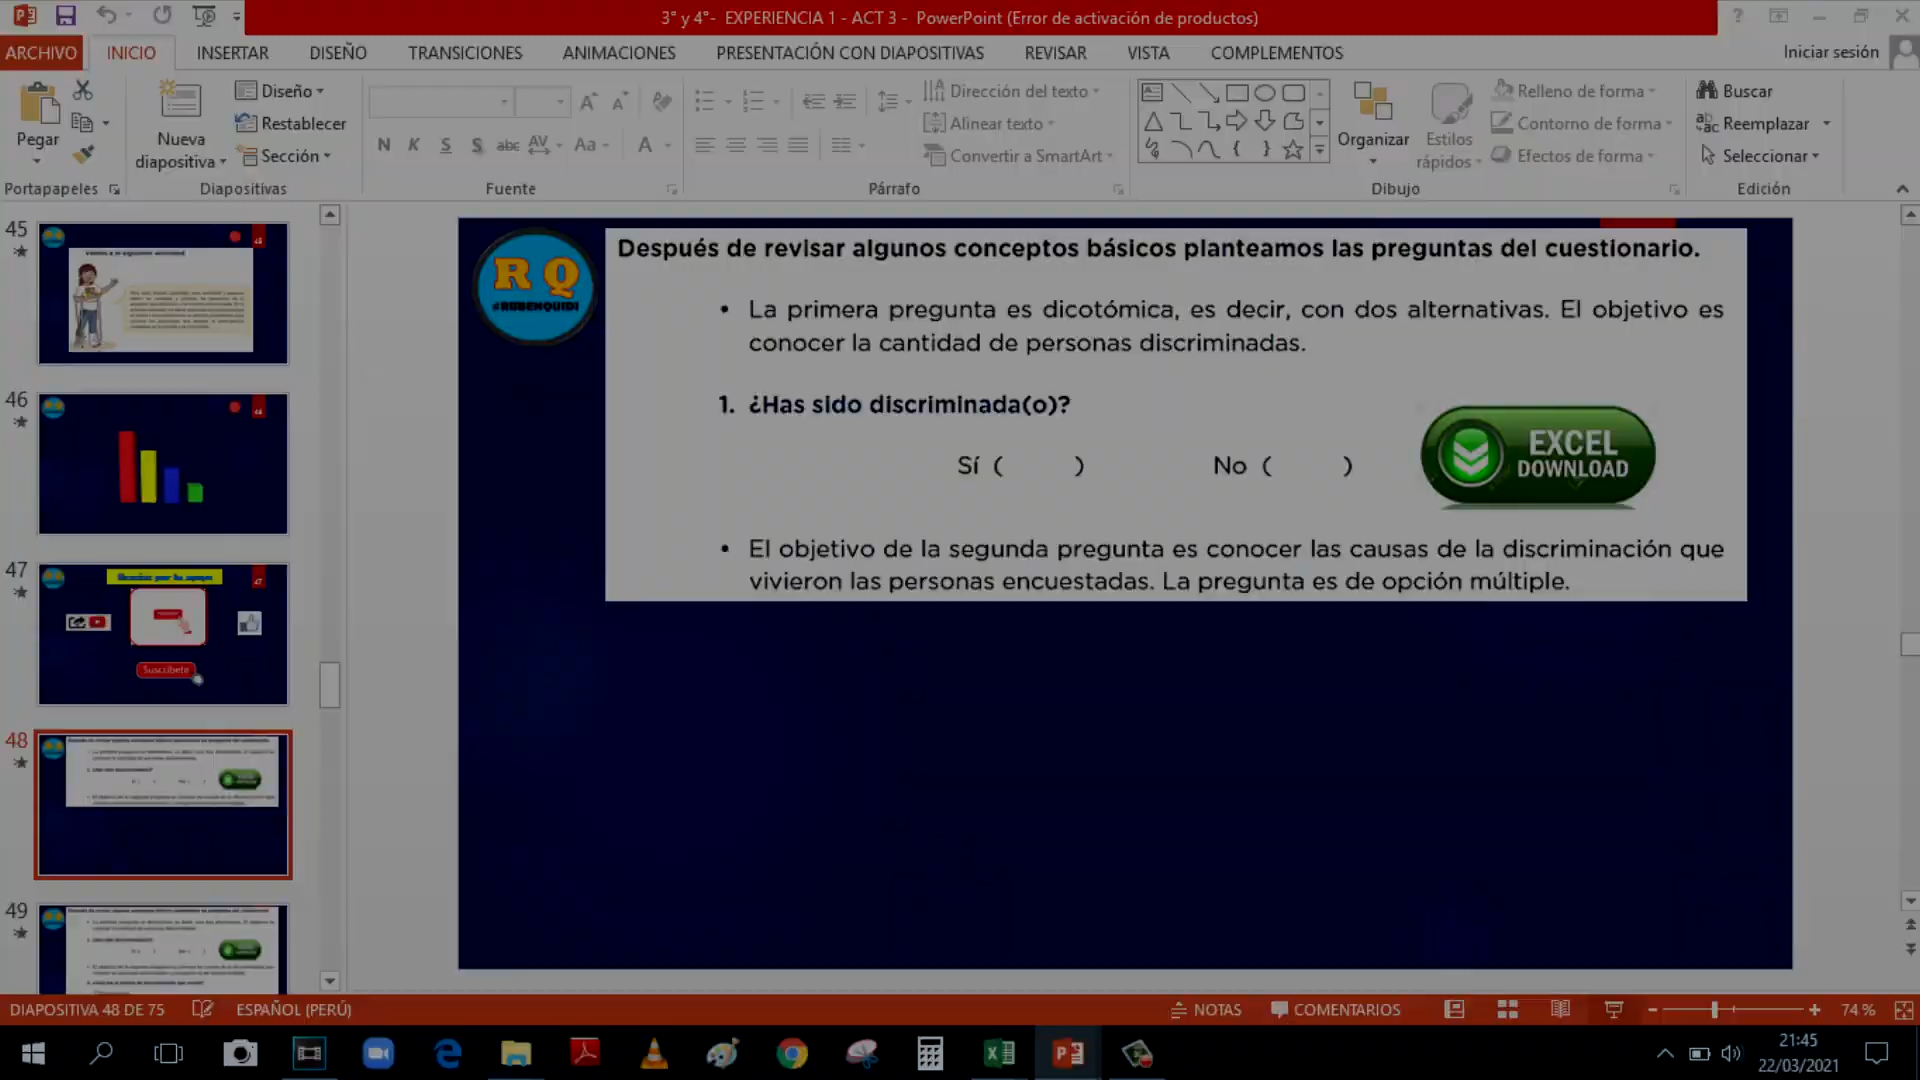 3° y 4°- EXPERIENCIA 1 - ACT 3 - PowerPoint (Error de activación de productos)
ARCHIVO INICIO INSERTAR DISEÑO TRANSICIONES ANIMACIONES PRESENTACIÓN CON DIAPOSITIVAS REVISAR VISTA COMPLEMENTOS Iniciar sesión
Pegar
Portapapeles
Nueva
diapositiva
Diseño
Restablecer
Sección
Diapositivas
N K S S abc AV Aa A
Fuente
Dirección del texto
Alinear texto
Convertir a SmartArt
Párrafo
Organizar
Estilos
rápidos
Relleno de forma
Contorno de forma
Efectos de forma
Dibujo
Buscar
Reemplazar
Seleccionar
Edición
45
46
47
Suscríbete
48
49
R Q
#RUBENQUIDI
Después de revisar algunos conceptos básicos planteamos las preguntas del cuestionario.
• La primera pregunta es dicotómica, es decir, con dos alternativas. El objetivo es
conocer la cantidad de personas discriminadas.
1. ¿Has sido discriminada(o)?
Sí ( ) No ( )
EXCEL
DOWNLOAD
• El objetivo de la segunda pregunta es conocer las causas de la discriminación que
vivieron las personas encuestadas. La pregunta es de opción múltiple.
DIAPOSITIVA 48 DE 75 ESPAÑOL (PERÚ) NOTAS COMENTARIOS 74 %
21:45
22/03/2021